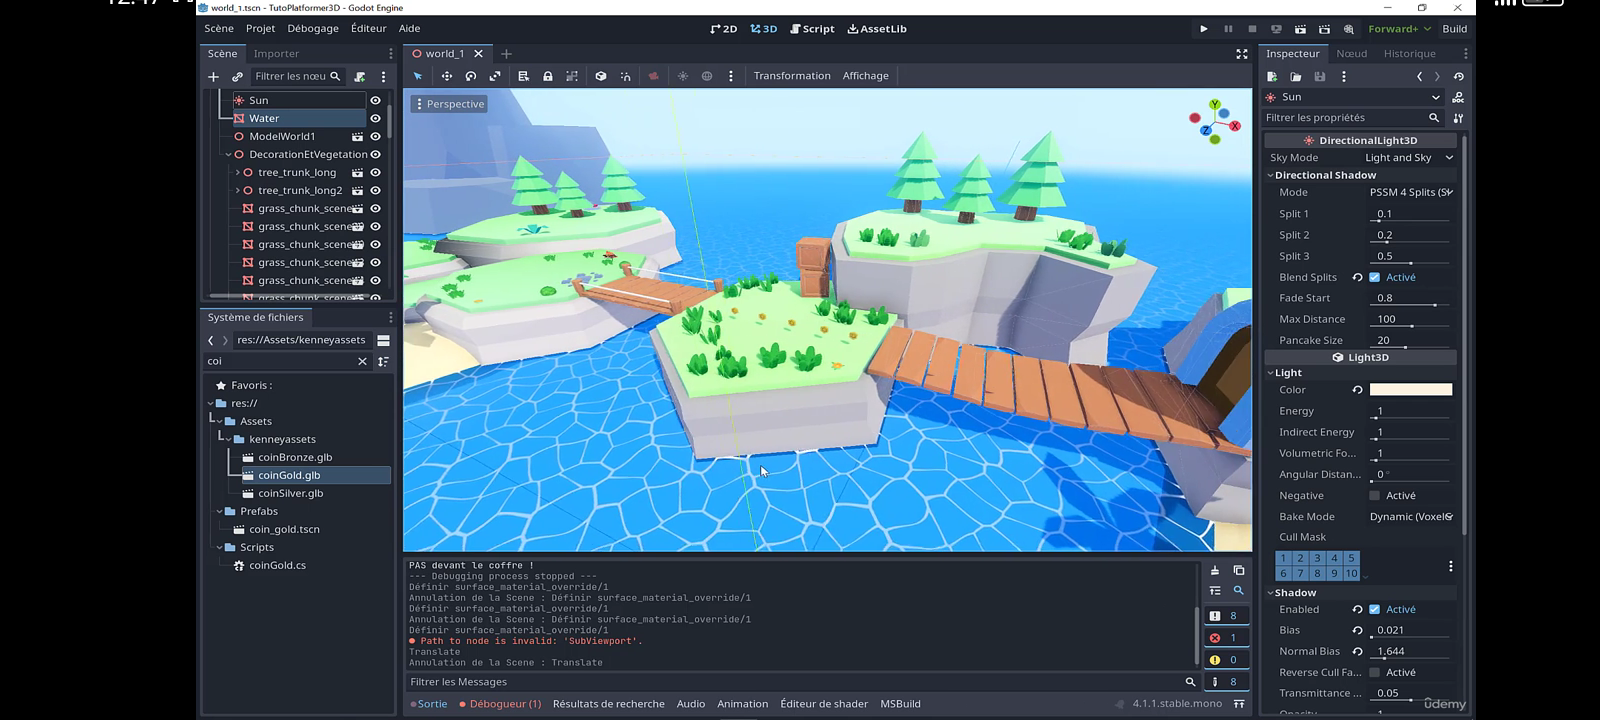 world_1.tscn - TutoPlatformer3D - Godot Engine
Scène Projet Débogage Éditeur Aide
2D 3D Script AssetLib
Forward+ Build
Scène Importer
Filtrer les nœu
Sun
Water
ModelWorld1
DecorationEtVegetation
tree_trunk_long
tree_trunk_long2
grass_chunk_scene
grass_chunk_scene
grass_chunk_scene
grass_chunk_scene
grass_chunk_scene
grass_chunk_scene
Système de fichiers
res://Assets/kenneyassets
coi
Favoris :
res://
Assets
kenneyassets
coinBronze.glb
coinGold.glb
coinSilver.glb
Prefabs
coin_gold.tscn
Scripts
coinGold.cs
world_1
Transformation Affichage
Perspective
Y
X
Z
PAS devant le coffre !
--- Debugging process stopped ---
Définir surface_material_override/1
Annulation de la Scene : Définir surface_material_override/1
Définir surface_material_override/1
Annulation de la Scene : Définir surface_material_override/1
Définir surface_material_override/1
Path to node is invalid: 'SubViewport'.
Translate
Annulation de la Scene : Translate
8
1
0
8
Filtrer les Messages
Sortie Débogueur (1) Résultats de recherche Audio Animation Éditeur de shader MSBuild
4.1.1.stable.mono
Inspecteur Nœud Historique
Sun
Filtrer les propriétés
DirectionalLight3D
Sky Mode Light and Sky
Directional Shadow
Mode PSSM 4 Splits
Split 1 0.1
Split 2 0.2
Split 3 0.5
Blend Splits Activé
Fade Start 0.8
Max Distance 100
Pancake Size 20
Light3D
Light
Color
Energy 1
Indirect Energy 1
Volumetric Fo... 1
Angular Distan... 0 °
Negative Activé
Bake Mode Dynamic
Cull Mask
1 2 3 4 5
6 7 8 9 10
Shadow
Enabled Activé
Bias 0.021
Normal Bias 1.644
Reverse Cull Fa... Activé
Transmittance ... 0.05
ûdemy